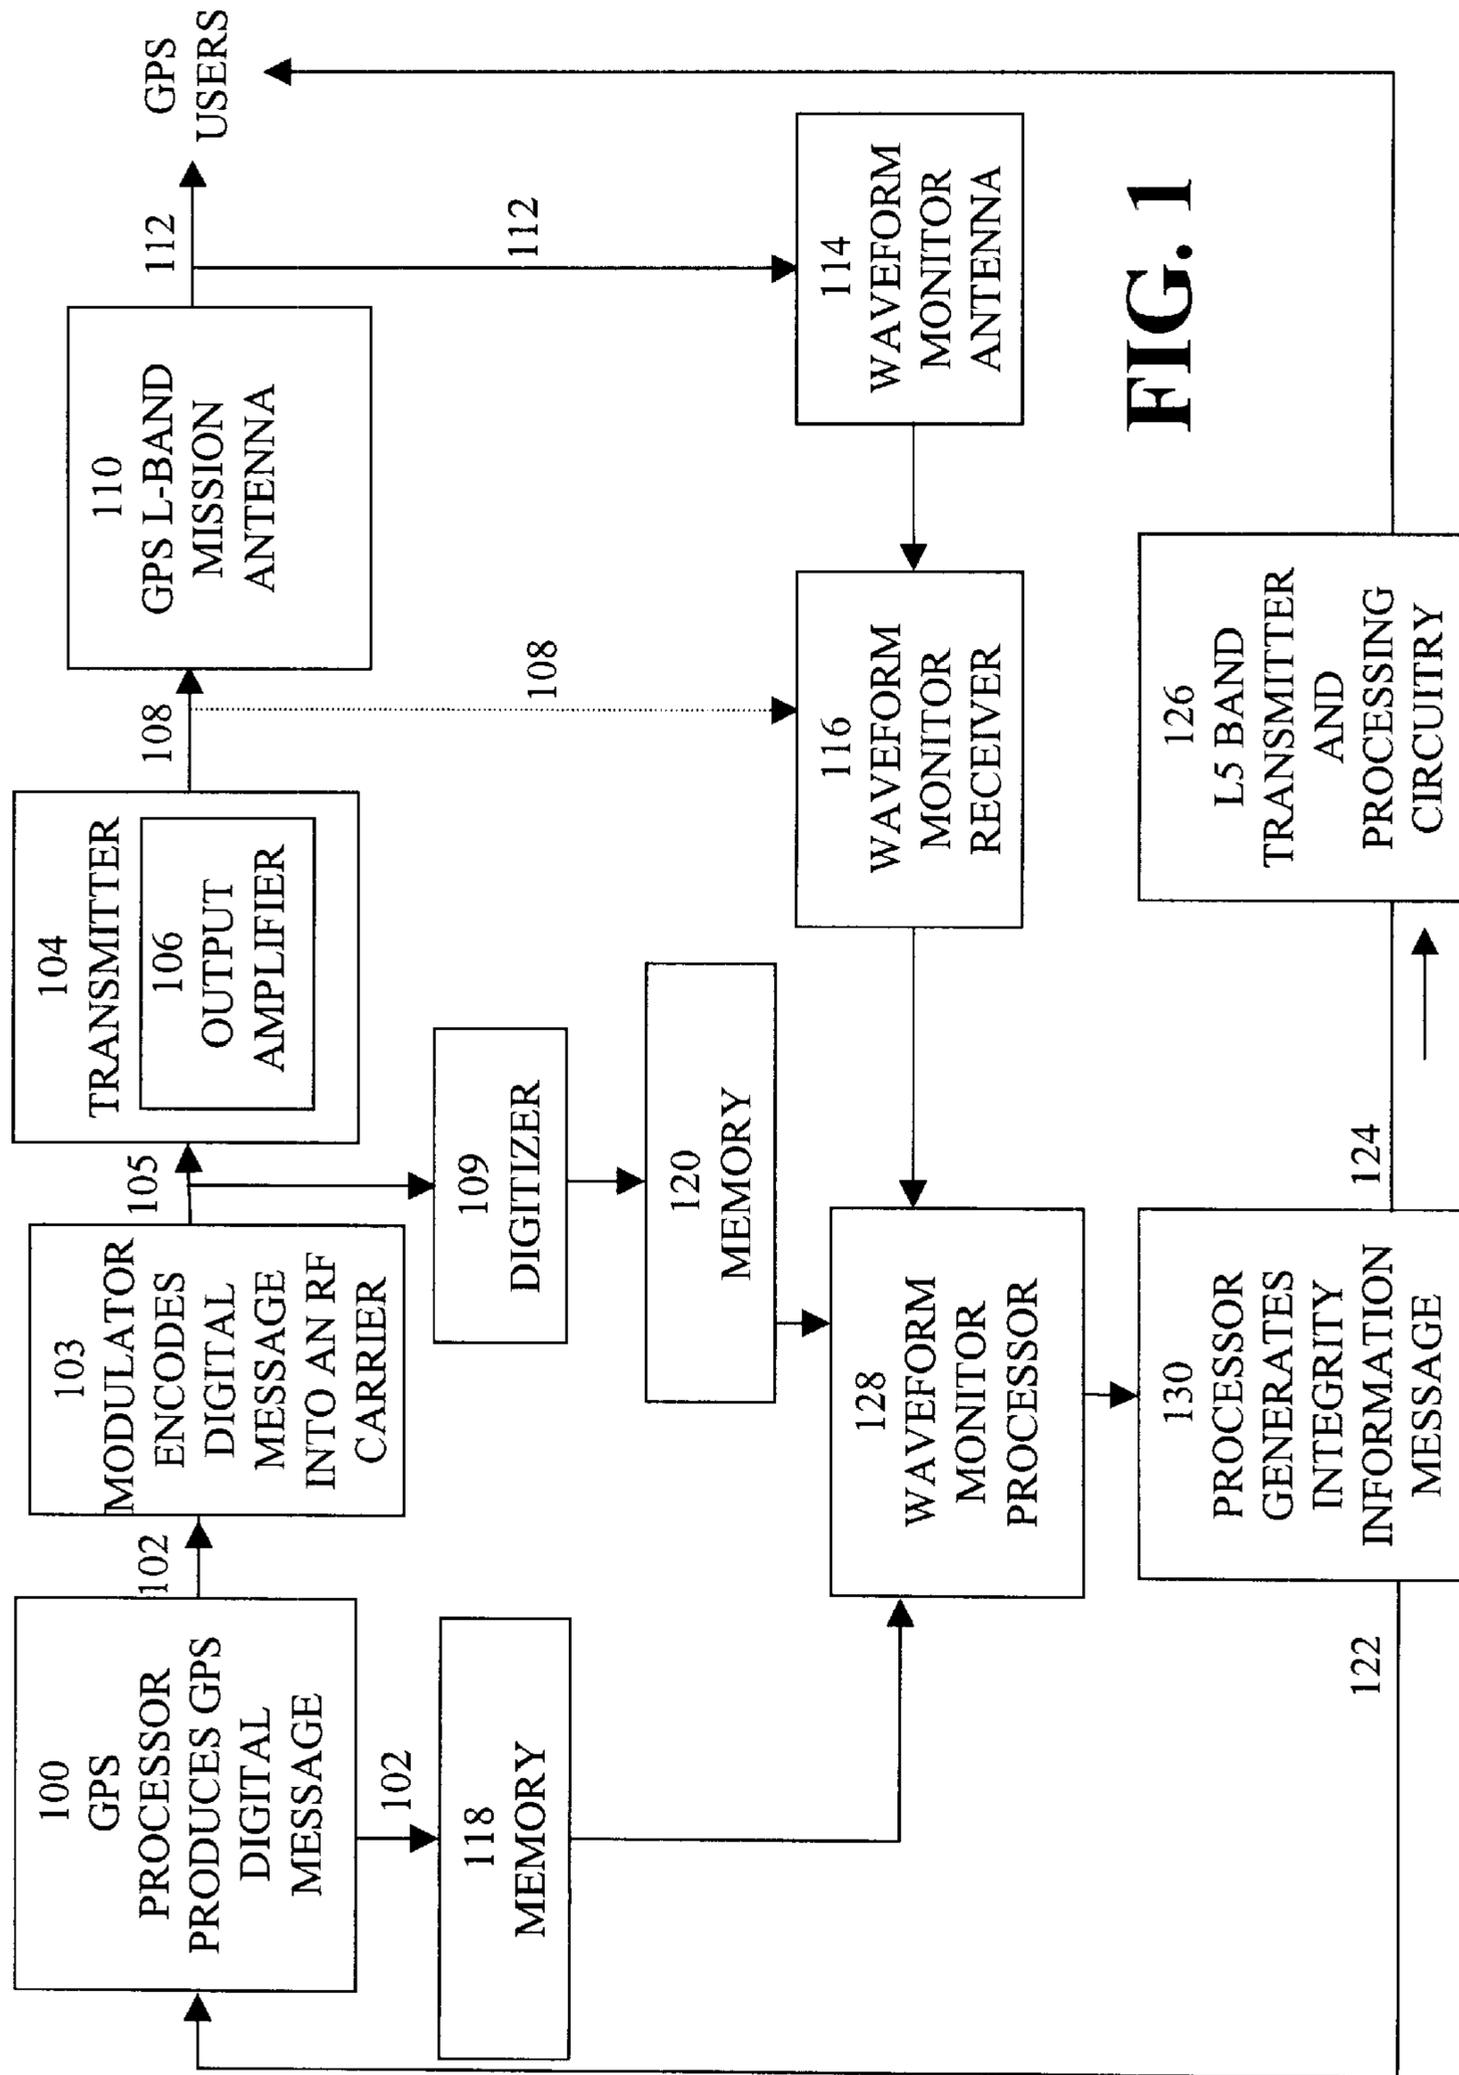 100
GPS
PROCESSOR
PRODUCES GPS
DIGITAL
MESSAGE
102
102
103
MODULATOR
ENCODES
DIGITAL
MESSAGE
INTO AN RF
CARRIER
105
104
TRANSMITTER
106
OUTPUT
AMPLIFIER
108
108
110
GPS L-BAND
MISSION
ANTENNA
112
112
GPS
USERS
118
MEMORY
109
DIGITIZER
120
MEMORY
128
WAVEFORM
MONITOR
PROCESSOR
116
WAVEFORM
MONITOR
RECEIVER
114
WAVEFORM
MONITOR
ANTENNA
122
130
PROCESSOR
GENERATES
INTEGRITY
INFORMATION
MESSAGE
124
126
L5 BAND
TRANSMITTER
AND
PROCESSING
CIRCUITRY
FIG. 1